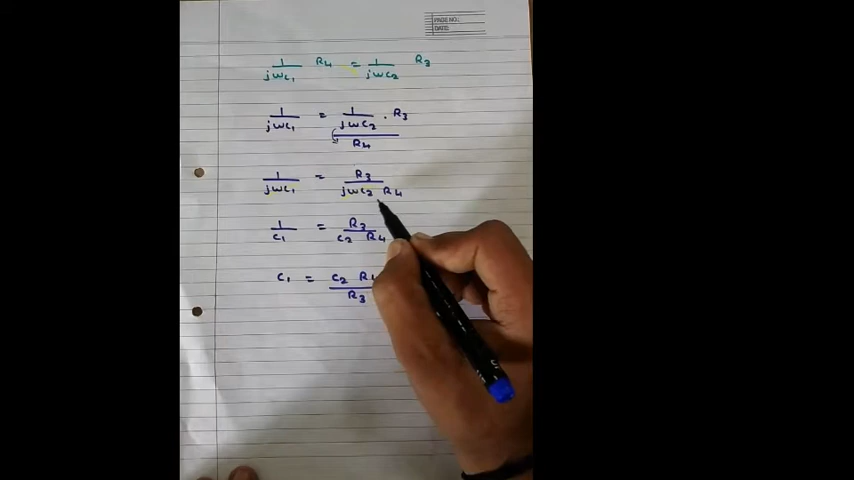 PAGE NO.:
DATE:
1/jωC₁ R₄ = 1/jωC₂ R₃
1/jωC₁ = (1/jωC₂ . R₃)/R₄
1/jωC₁ = R₃/jωC₂ R₄
1/C₁ = R₃/C₂ R₄
C₁ = C₂ R₄/R₃